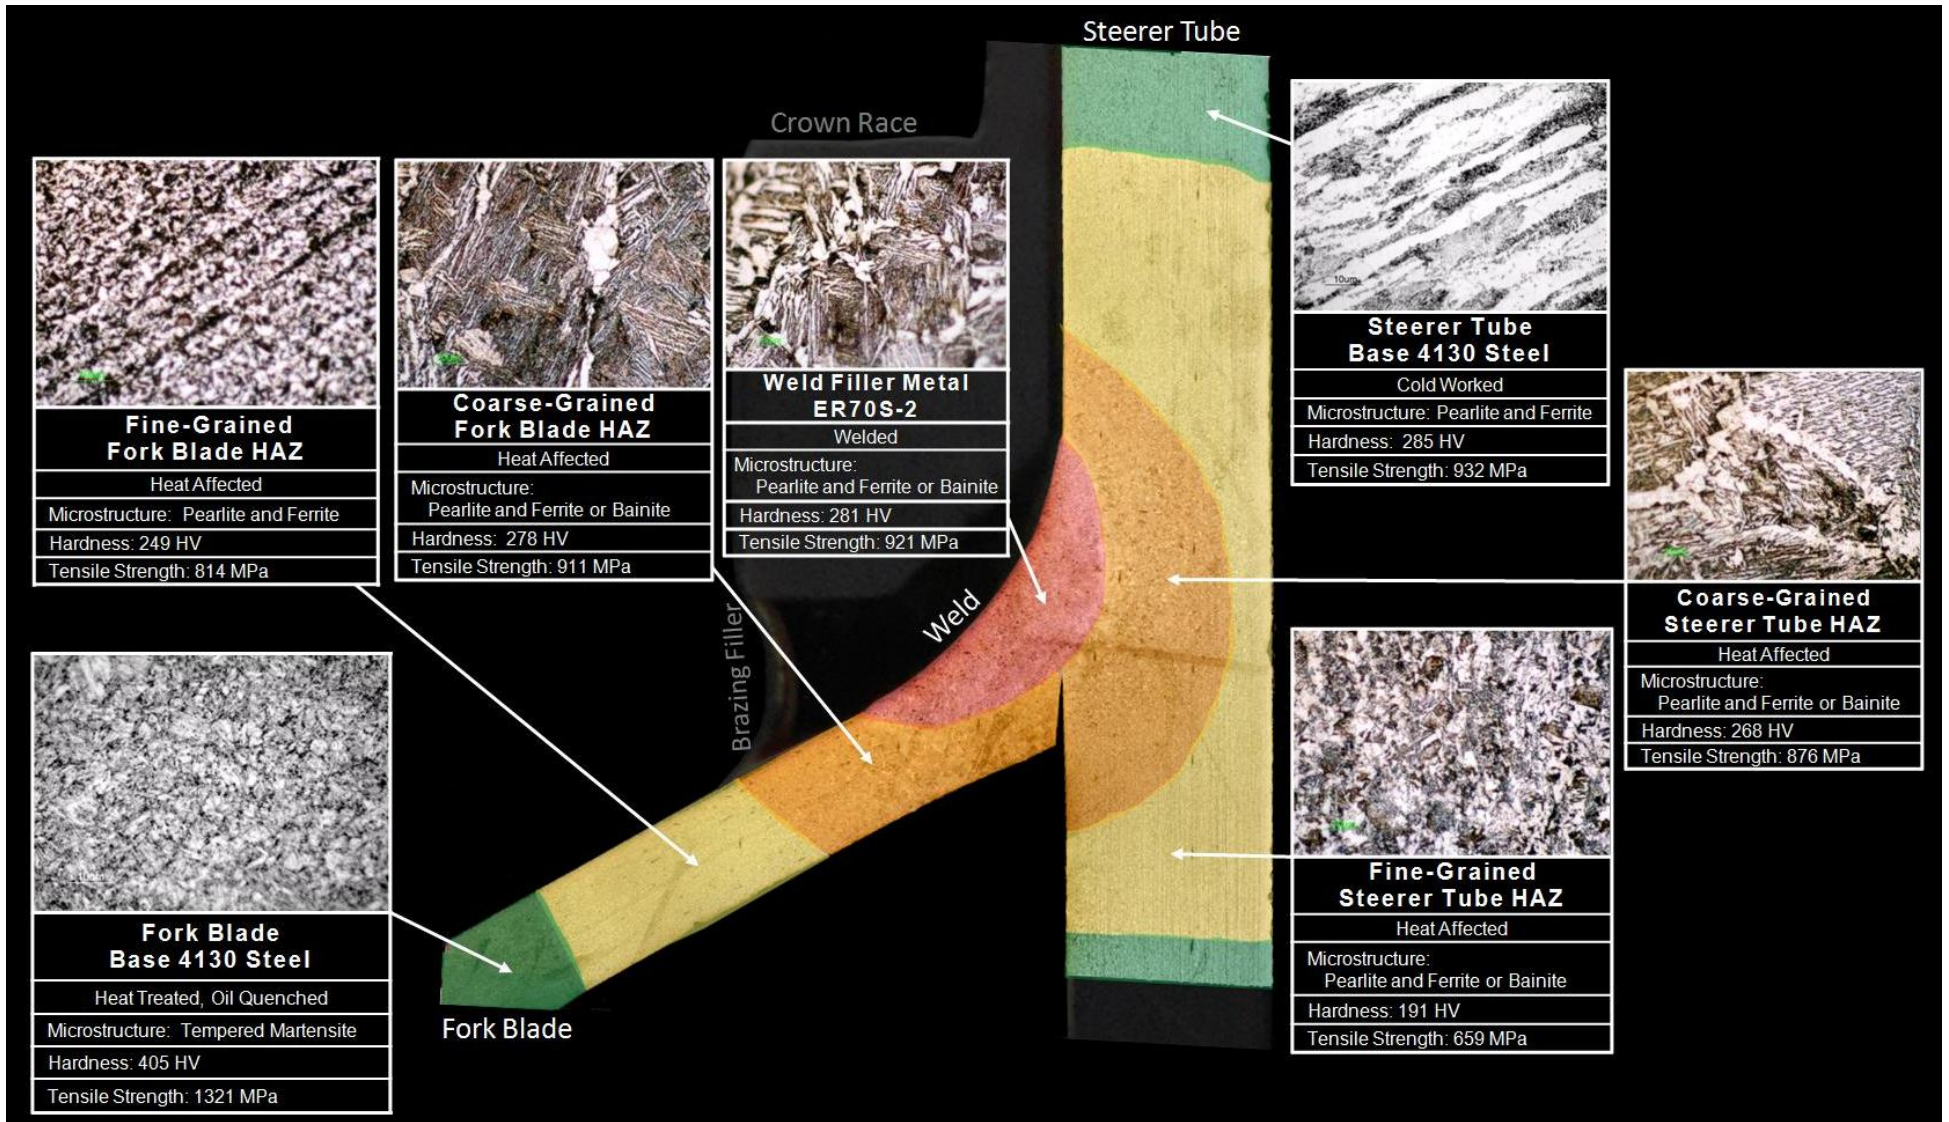 Steerer Tube
Crown Race
Weld
Brazing Filler
Fork Blade
Fine-Grained
Fork Blade HAZ
Heat Affected
Microstructure: Pearlite and Ferrite
Hardness: 249 HV
Tensile Strength: 814 MPa
Coarse-Grained
Fork Blade HAZ
Heat Affected
Microstructure:
Pearlite and Ferrite or Bainite
Hardness: 278 HV
Tensile Strength: 911 MPa
Weld Filler Metal
ER70S-2
Welded
Microstructure:
Pearlite and Ferrite or Bainite
Hardness: 281 HV
Tensile Strength: 921 MPa
10um
Steerer Tube
Base 4130 Steel
Cold Worked
Microstructure: Pearlite and Ferrite
Hardness: 285 HV
Tensile Strength: 932 MPa
Coarse-Grained
Steerer Tube HAZ
Heat Affected
Microstructure:
Pearlite and Ferrite or Bainite
Hardness: 268 HV
Tensile Strength: 876 MPa
Fine-Grained
Steerer Tube HAZ
Heat Affected
Microstructure:
Pearlite and Ferrite or Bainite
Hardness: 191 HV
Tensile Strength: 659 MPa
10um
Fork Blade
Base 4130 Steel
Heat Treated, Oil Quenched
Microstructure: Tempered Martensite
Hardness: 405 HV
Tensile Strength: 1321 MPa